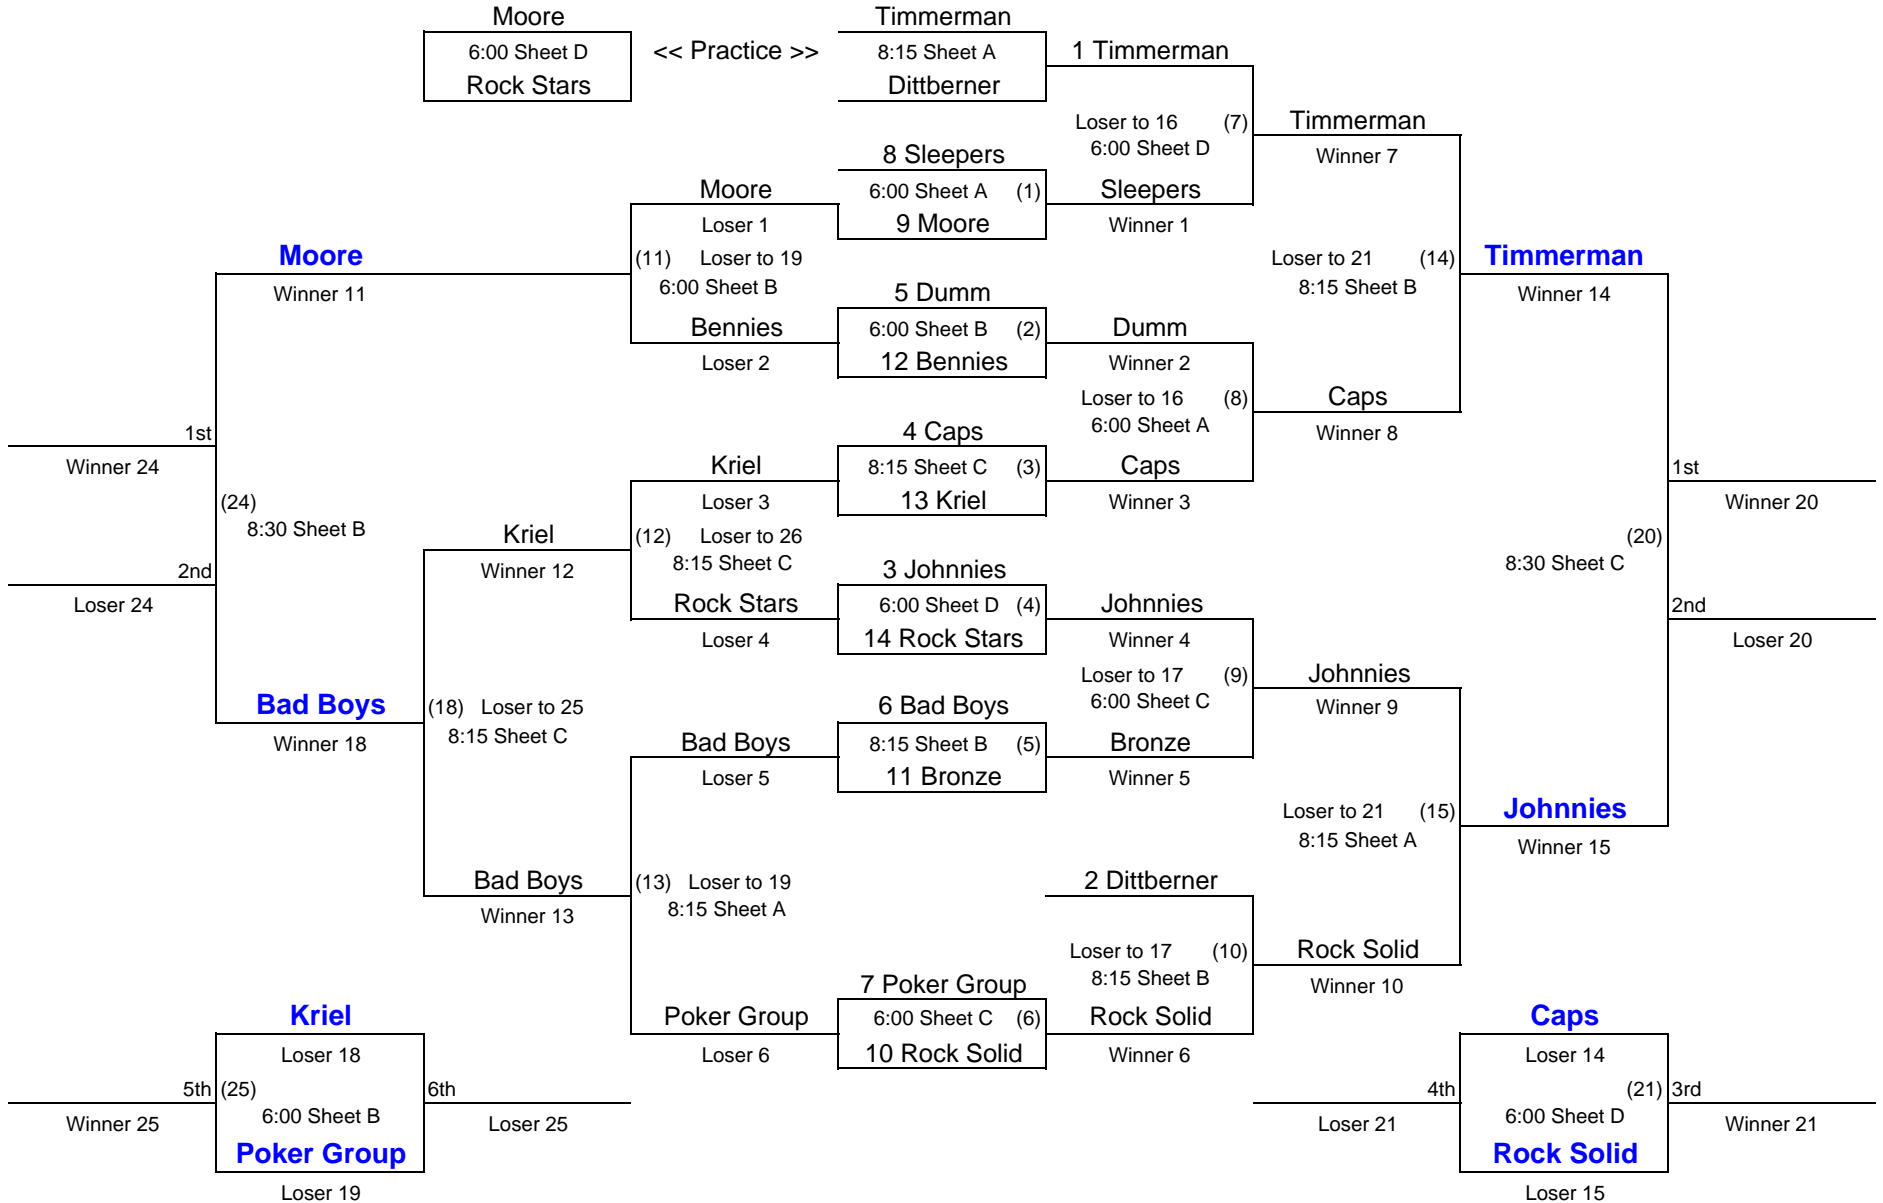 Moore
Timmerman
6:00 Sheet D
<< Practice >>
8:15 Sheet A
1 Timmerman
Rock Stars
Dittberner
Loser to 16 (7)
6:00 Sheet D
Timmerman
Winner 7
8 Sleepers
Moore
6:00 Sheet A (1)
Sleepers
Loser 1
9 Moore
Winner 1
Moore
Winner 11
(11) Loser to 19
6:00 Sheet B
Loser to 21 (14)
8:15 Sheet B
Timmerman
Winner 14
5 Dumm
Bennies
6:00 Sheet B (2)
Dumm
Loser 2
12 Bennies
Winner 2
Loser to 16 (8)
6:00 Sheet A
Caps
Winner 8
1st
Winner 24
4 Caps
Kriel
8:15 Sheet C (3)
Caps
Loser 3
13 Kriel
Winner 3
1st
Winner 20
(24)
8:30 Sheet B
Kriel
Winner 12
(12) Loser to 26
8:15 Sheet C
(20)
8:30 Sheet C
2nd
Loser 24
3 Johnnies
Rock Stars
6:00 Sheet D (4)
Johnnies
Loser 4
14 Rock Stars
Winner 4
2nd
Loser 20
Loser to 17 (9)
6:00 Sheet C
Johnnies
Winner 9
Bad Boys
Winner 18
(18) Loser to 25
8:15 Sheet C
6 Bad Boys
Bad Boys
8:15 Sheet B (5)
Bronze
Loser 5
11 Bronze
Winner 5
Loser to 21 (15)
8:15 Sheet A
Johnnies
Winner 15
Bad Boys
Winner 13
(13) Loser to 19
8:15 Sheet A
2 Dittberner
Loser to 17 (10)
8:15 Sheet B
Rock Solid
Winner 10
7 Poker Group
Poker Group
6:00 Sheet C (6)
Rock Solid
Loser 6
10 Rock Solid
Winner 6
Kriel
Loser 18
Caps
Loser 14
5th
(25)
6th
4th
(21)
3rd
Winner 25
6:00 Sheet B
Loser 25
Loser 21
6:00 Sheet D
Winner 21
Poker Group
Loser 19
Rock Solid
Loser 15